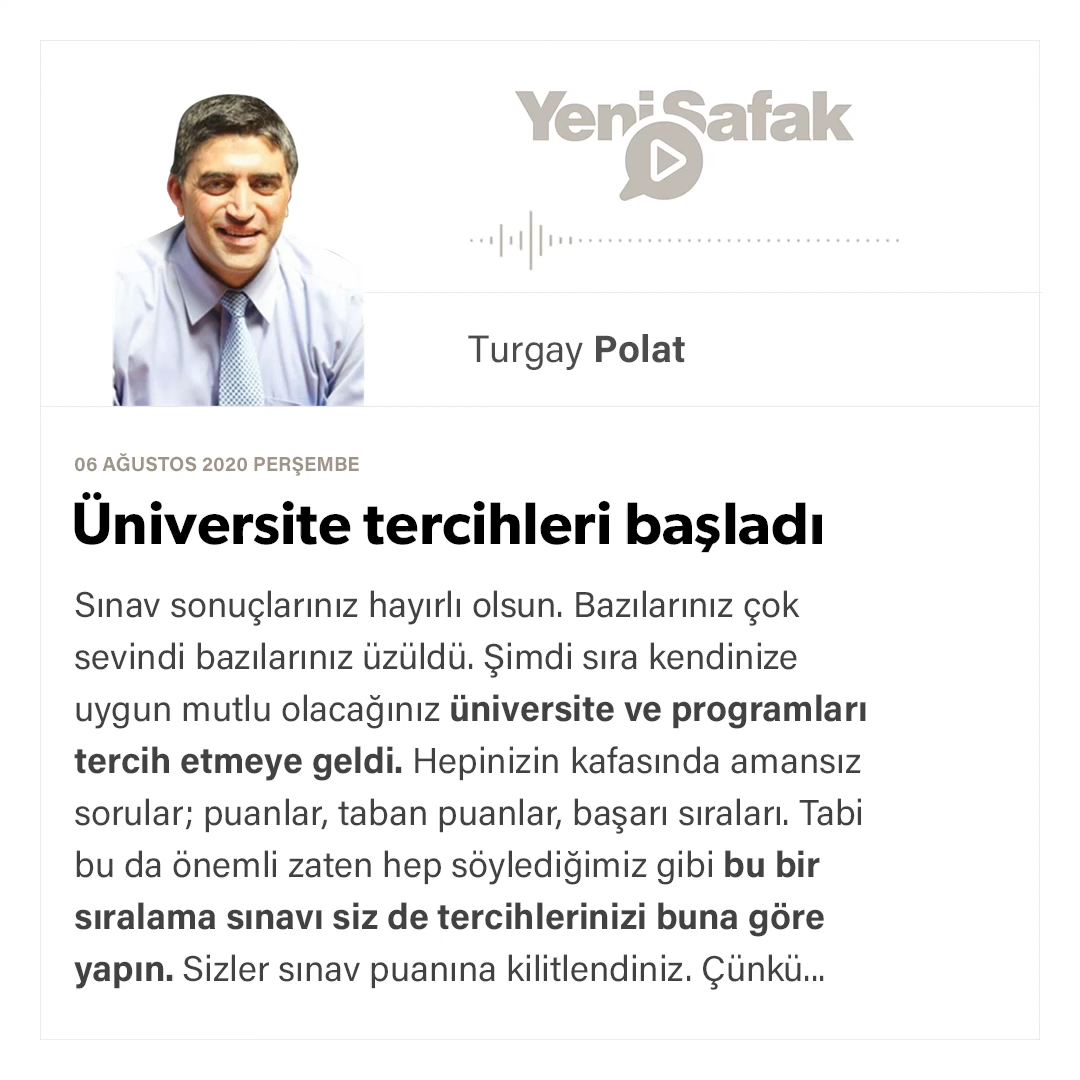 YeniSafak
Turgay Polat
06 AĞUSTOS 2020 PERŞEMBE
Üniversite tercihleri başladı
Sınav sonuçlarınız hayırlı olsun. Bazılarınız çok
sevindi bazılarınız üzüldü. Şimdi sıra kendinize
uygun mutlu olacağınız üniversite ve programları
tercih etmeye geldi. Hepinizin kafasında amansız
sorular; puanlar, taban puanlar, başarı sıraları. Tabi
bu da önemli zaten hep söylediğimiz gibi bu bir
sıralama sınavı siz de tercihlerinizi buna göre
yapın. Sizler sınav puanına kilitlendiniz. Çünkü...